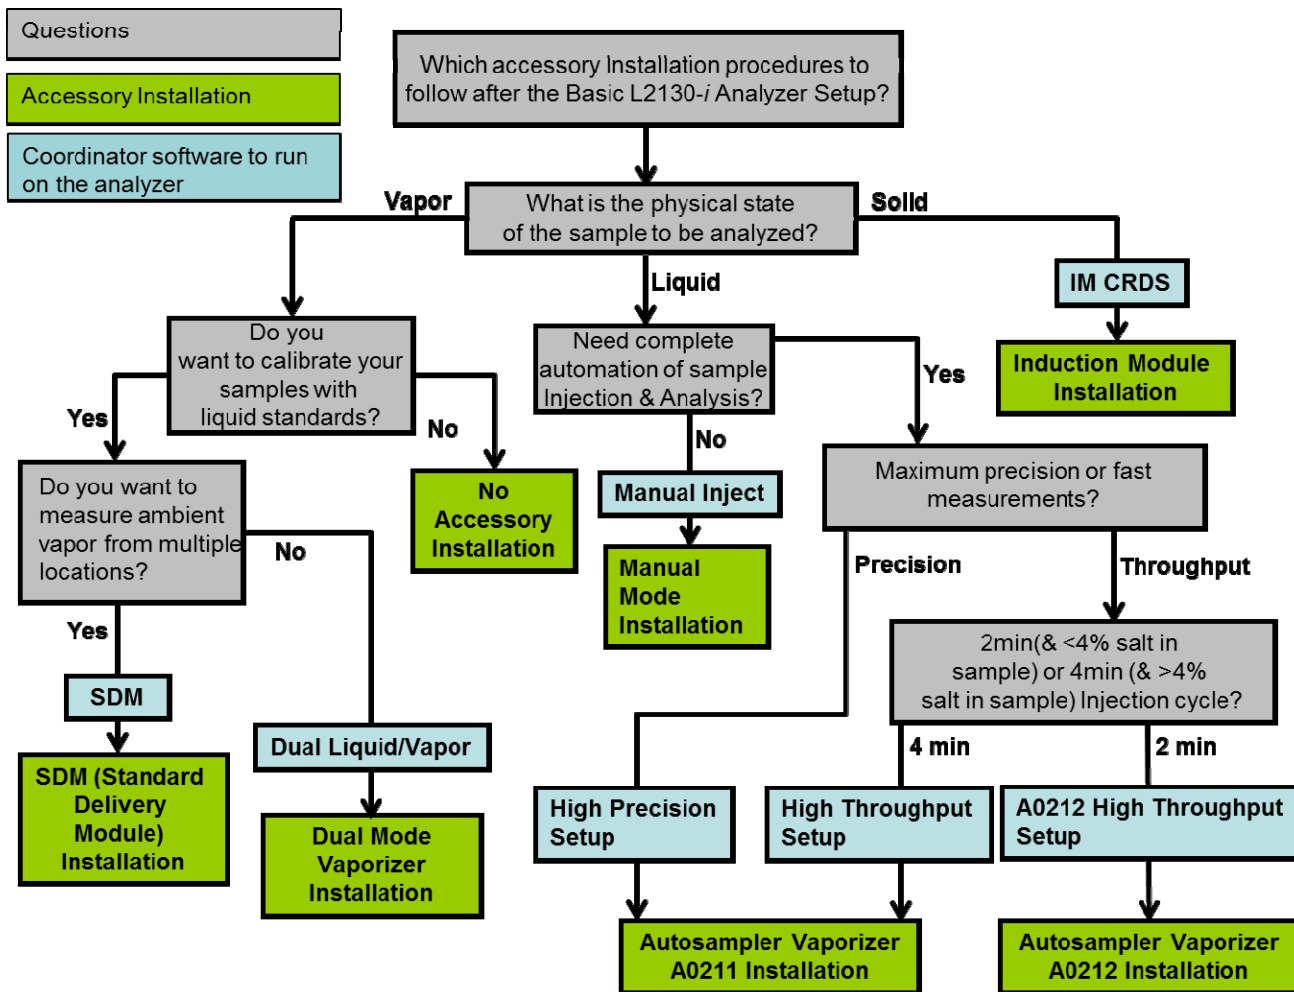 Questions
Accessory Installation
Coordinator software to run
on the analyzer
Which accessory Installation procedures to
follow after the Basic L2130-i Analyzer Setup?
Vapor
What is the physical state
of the sample to be analyzed?
Solid
Liquid
IM CRDS
Induction Module
Installation
Do you
want to calibrate your
samples with
liquid standards?
Need complete
automation of sample
Injection & Analysis?
Yes
Yes
No
No
Do you want to
measure ambient
vapor from multiple
locations?
No
Accessory
Installation
Manual Inject
Maximum precision or fast
measurements?
No
Manual
Mode
Installation
Precision
Throughput
Yes
2min(& <4% salt in
sample) or 4min (& >4%
salt in sample) Injection cycle?
SDM
Dual Liquid/Vapor
4 min
2 min
SDM (Standard
Delivery
Module)
Installation
High Precision
Setup
High Throughput
Setup
A0212 High Throughput
Setup
Dual Mode
Vaporizer
Installation
Autosampler Vaporizer
A0211 Installation
Autosampler Vaporizer
A0212 Installation